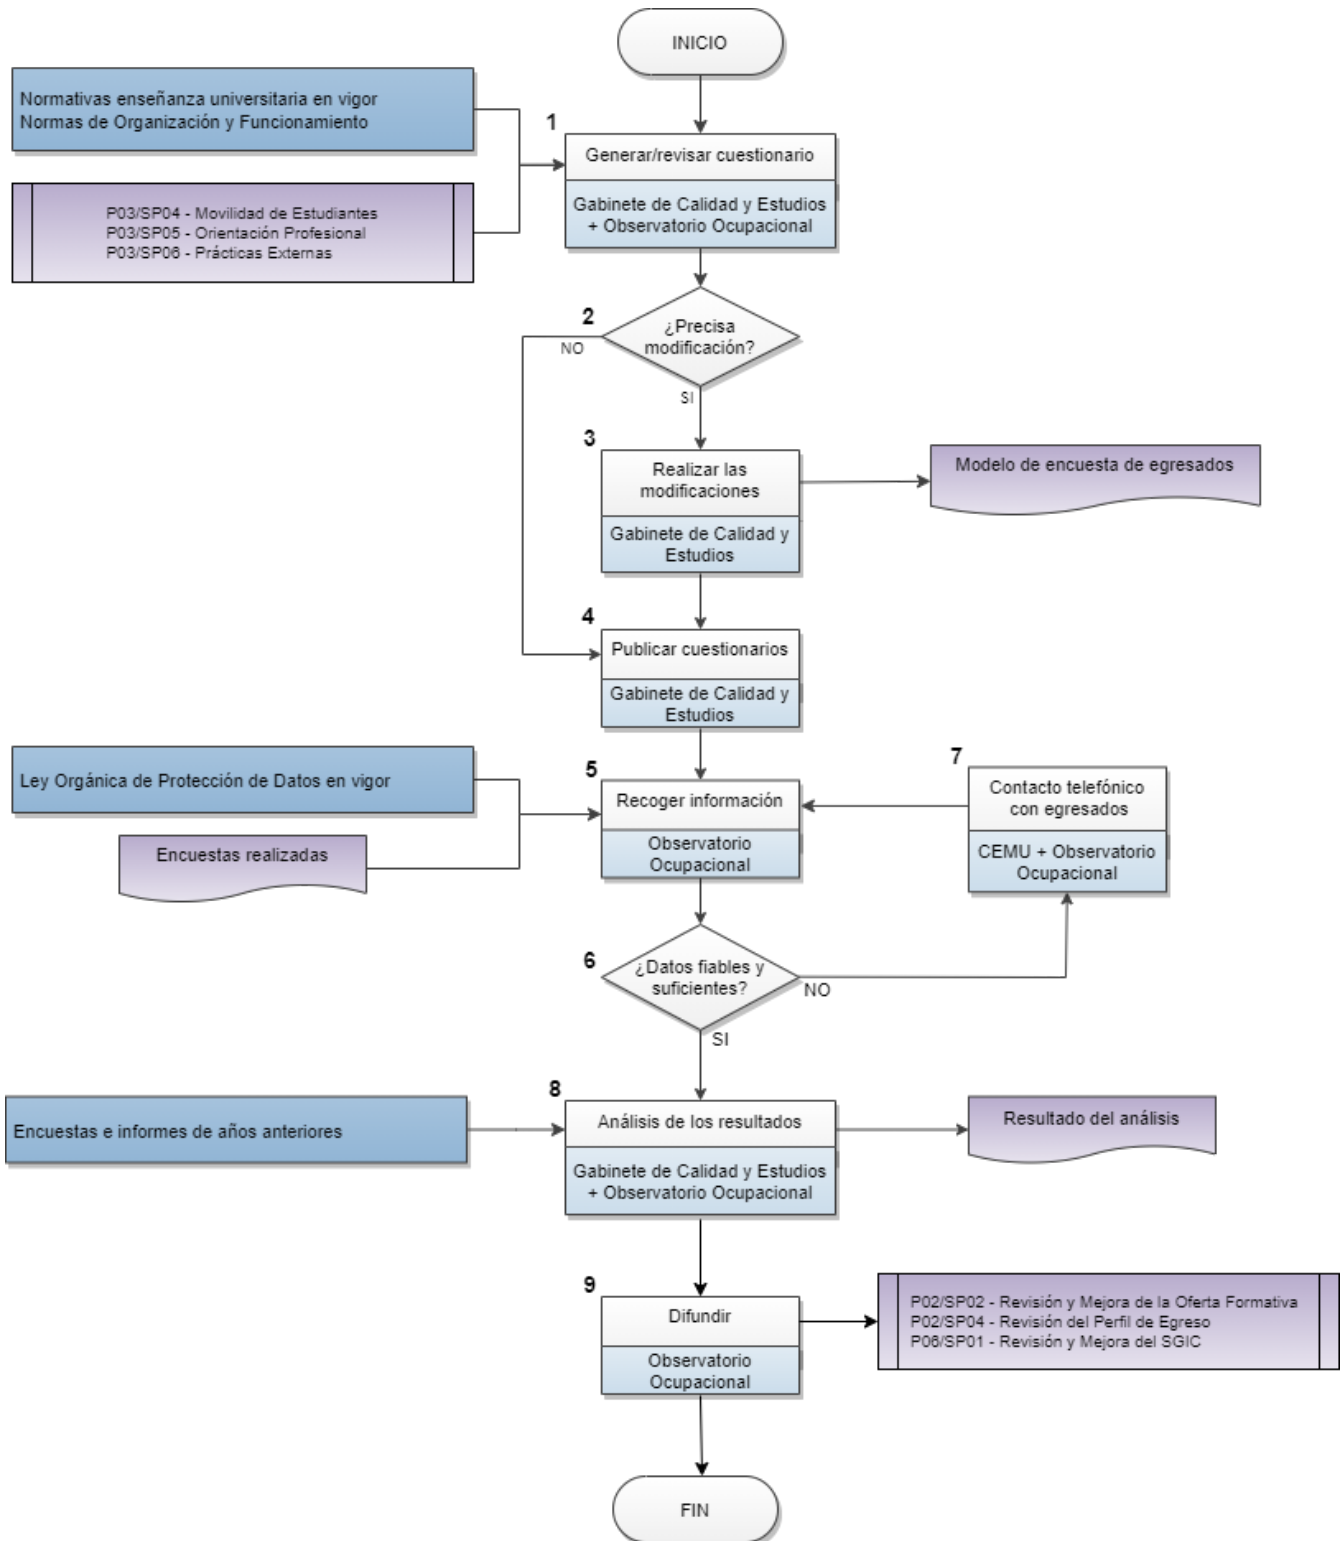 INICIO
Normativas enseñanza universitaria en vigor
Normas de Organización y Funcionamiento
1
Generar/revisar cuestionario
Gabinete de Calidad y Estudios
+ Observatorio Ocupacional
P03/SP04 - Movilidad de Estudiantes
P03/SP05 - Orientación Profesional
P03/SP06 - Prácticas Externas
2
¿Precisa
modificación?
NO
SI
3
Realizar las
modificaciones
Gabinete de Calidad y
Estudios
Modelo de encuesta de egresados
4
Publicar cuestionarios
Gabinete de Calidad y
Estudios
Ley Orgánica de Protección de Datos en vigor
Encuestas realizadas
5
Recoger información
Observatorio
Ocupacional
7
Contacto telefónico
con egresados
CEMU + Observatorio
Ocupacional
6
¿Datos fiables y
suficientes?
NO
SI
Encuestas e informes de años anteriores
8
Análisis de los resultados
Gabinete de Calidad y Estudios
+ Observatorio Ocupacional
Resultado del análisis
9
Difundir
Observatorio
Ocupacional
P02/SP02 - Revisión y Mejora de la Oferta Formativa
P02/SP04 - Revisión del Perfil de Egreso
P06/SP01 - Revisión y Mejora del SGIC
FIN